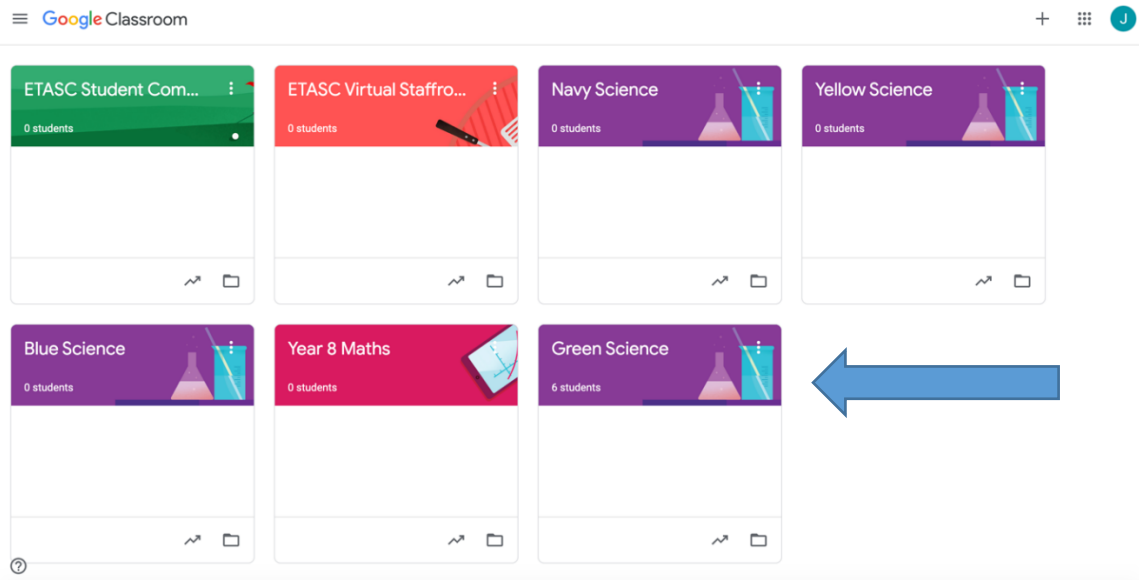 Google Classroom
J
ETASC Student Com...
0 students
ETASC Virtual Staffro...
0 students
Navy Science
0 students
Yellow Science
0 students
Blue Science
0 students
Year 8 Maths
0 students
Green Science
6 students
?